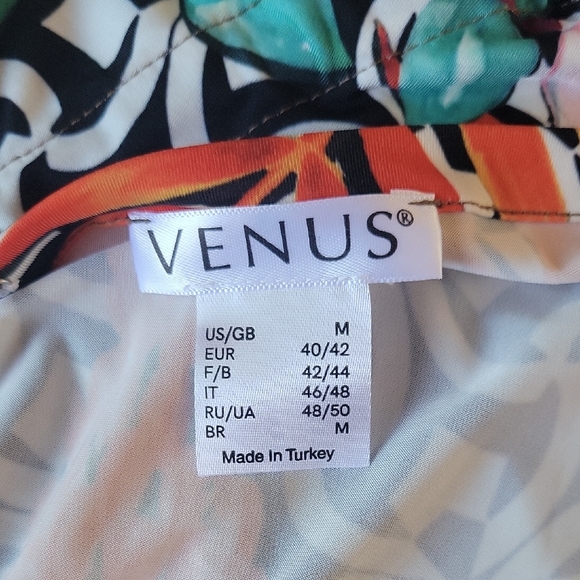 VENUS®
US/GB M
EUR 40/42
F/B 42/44
IT 46/48
RU/UA 48/50
BR M
Made In Turkey